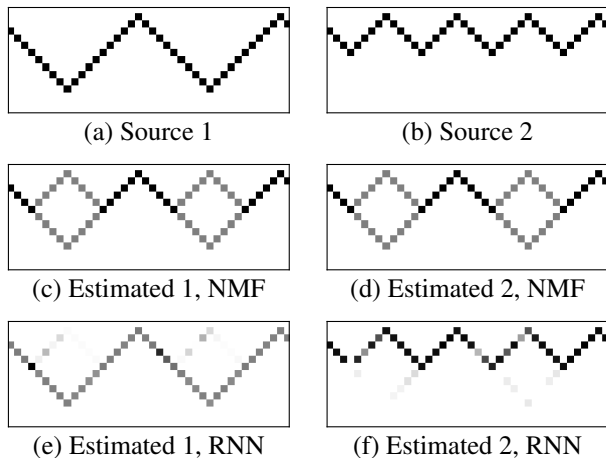 (a) Source 1
(b) Source 2
(c) Estimated 1, NMF
(d) Estimated 2, NMF
(e) Estimated 1, RNN
(f) Estimated 2, RNN